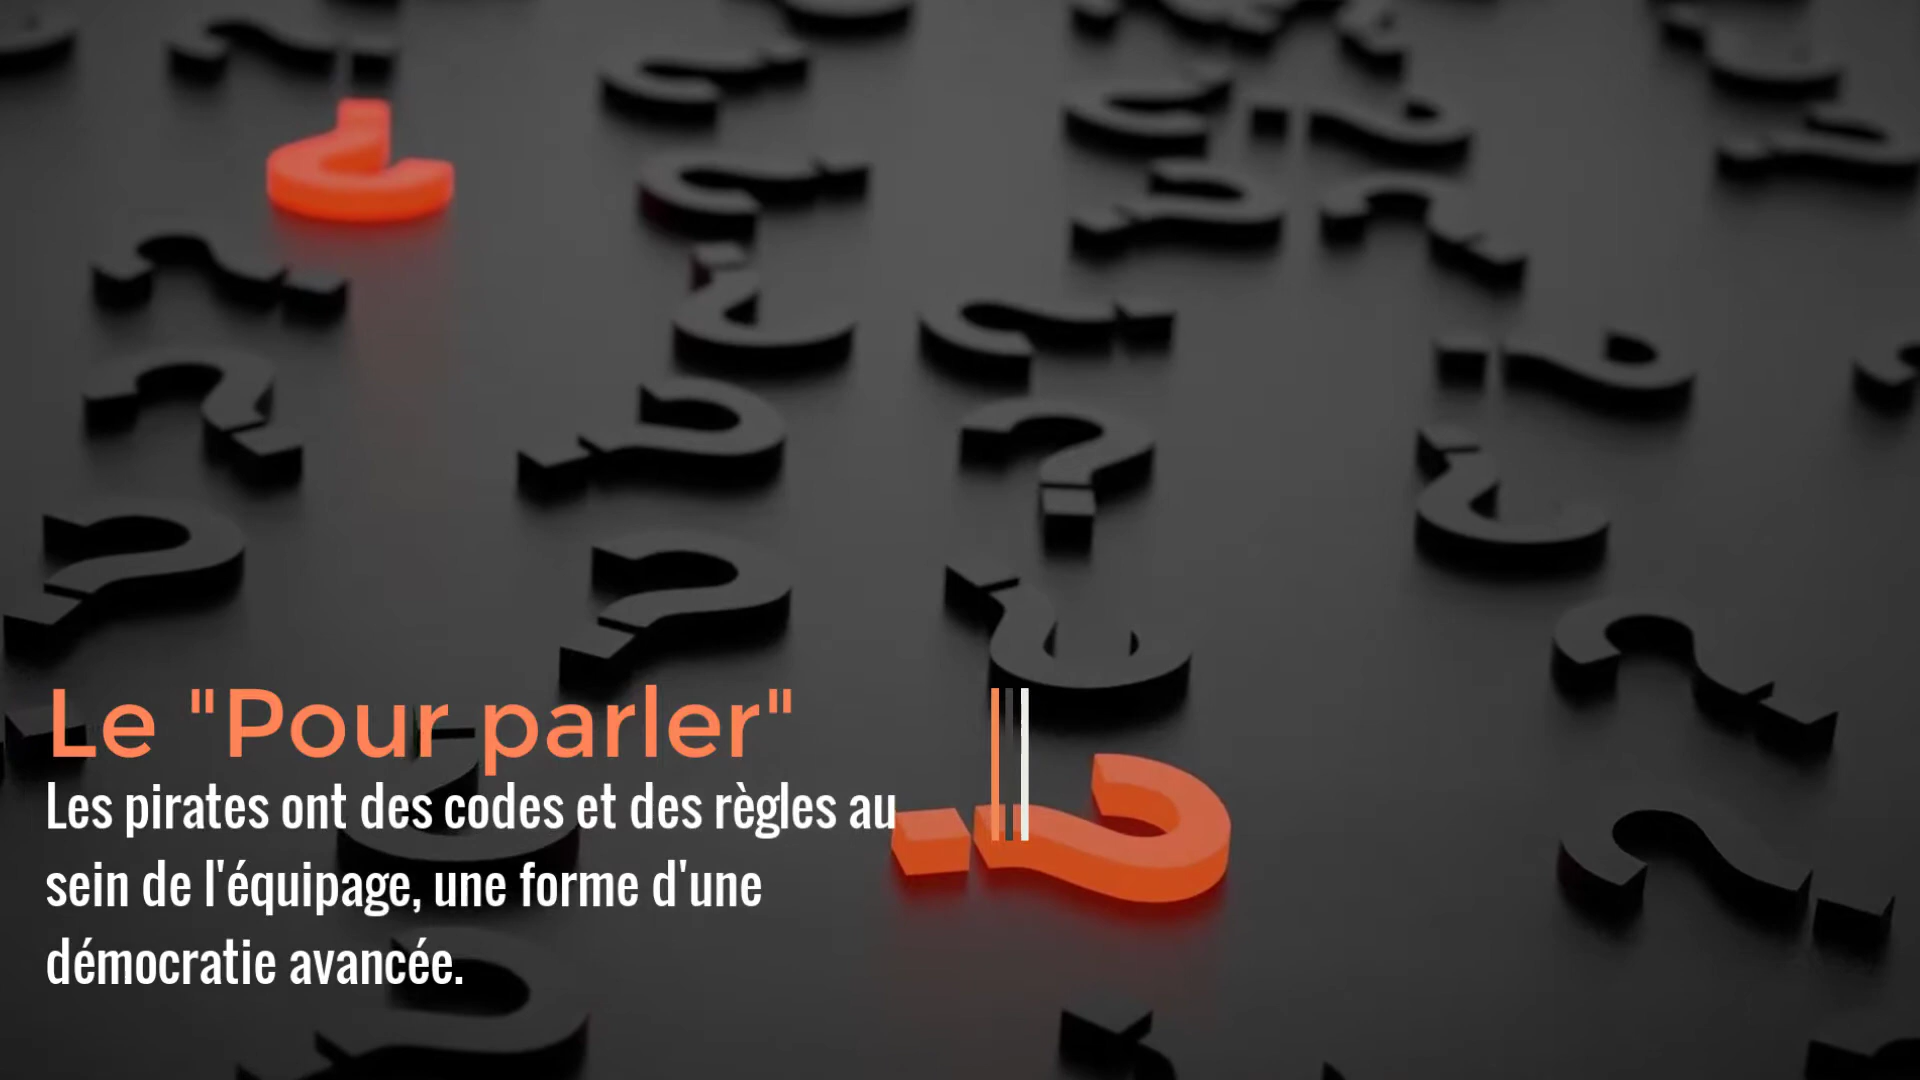 Le "Pour parler"
Les pirates ont des codes et des règles au
sein de l'équipage, une forme d'une
démocratie avancée.